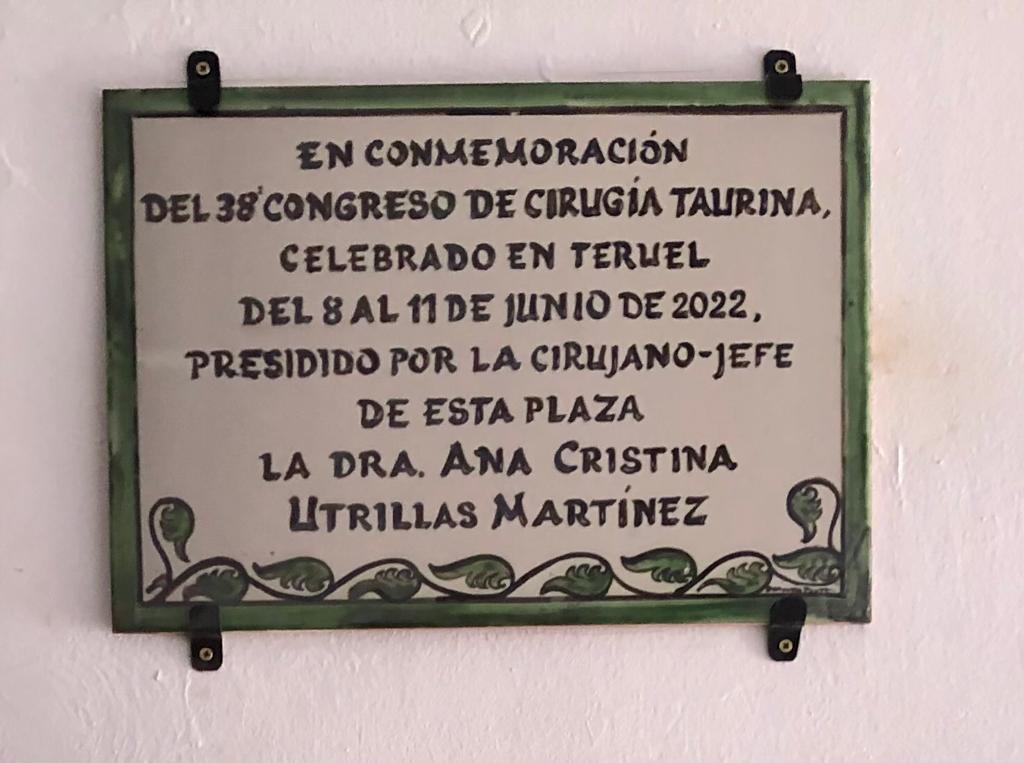 EN CONMEMORACIÓN
DEL 38º CONGRESO DE CIRUGÍA TAURINA,
CELEBRADO EN TERUEL
DEL 8 AL 11 DE JUNIO DE 2022,
PRESIDIDO POR LA CIRUJANO-JEFE
DE ESTA PLAZA
LA DRA. ANA CRISTINA
UTRILLAS MARTÍNEZ